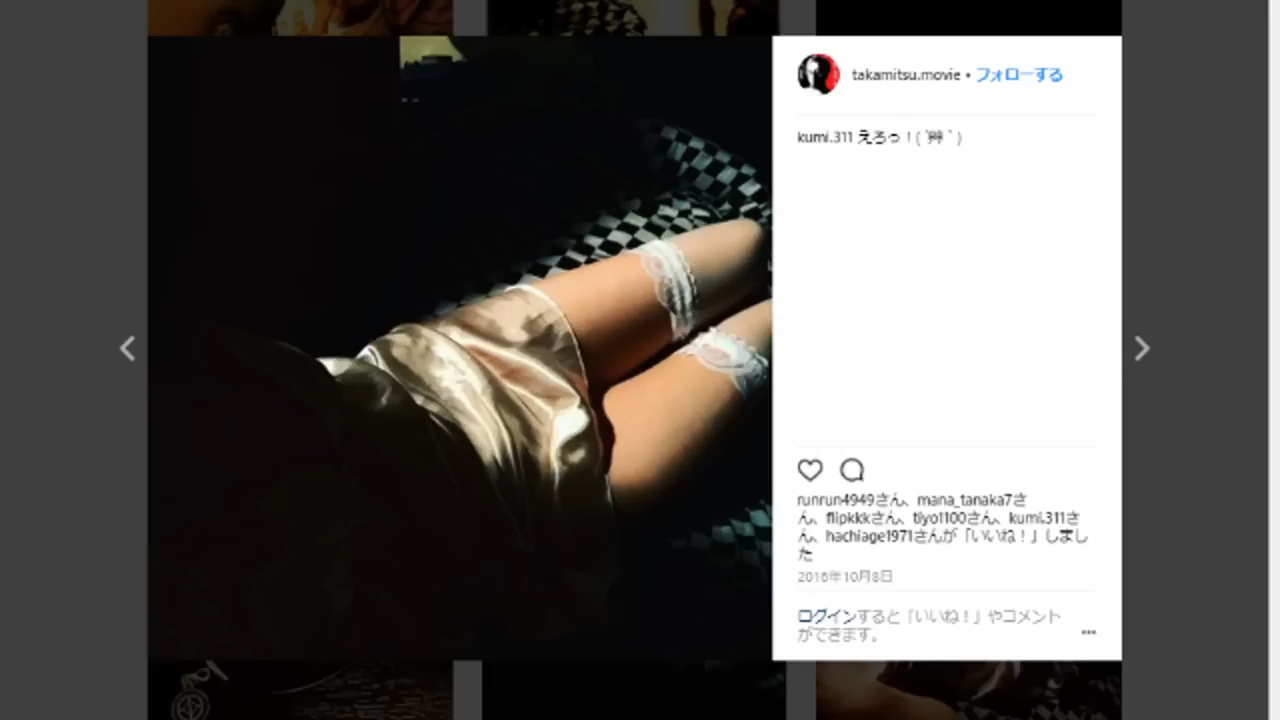 takamitsu.movie • フォローする
kumi.311 えろっ！( ´艸｀)
runrun4949さん、mana_tanaka7さ
ん、flipkkkさん、tiyo1100さん、kumi.311さ
ん、hachiage1971さんが「いいね！」しまし
た
2016年10月8日
ログインすると「いいね！」やコメント
ができます。